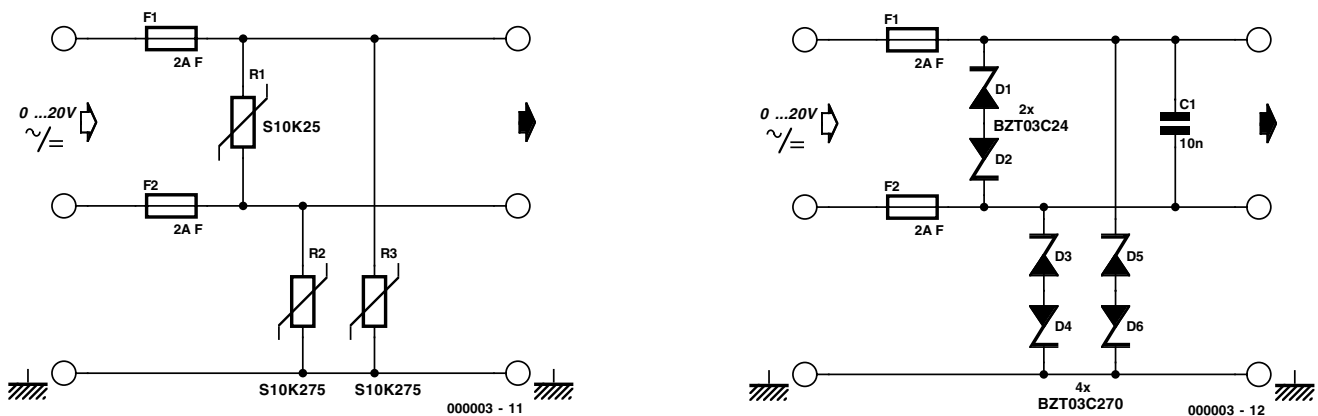 F1
2A F
R1
0 ...20V
~/=
S10K25
F2
2A F
R2
R3
S10K275
S10K275
000003 - 11
F1
2A F
D1
2x
BZT03C24
0 ...20V
~/=
C1
10n
D2
F2
2A F
D3
D5
D4
D6
4x
BZT03C270
000003 - 12